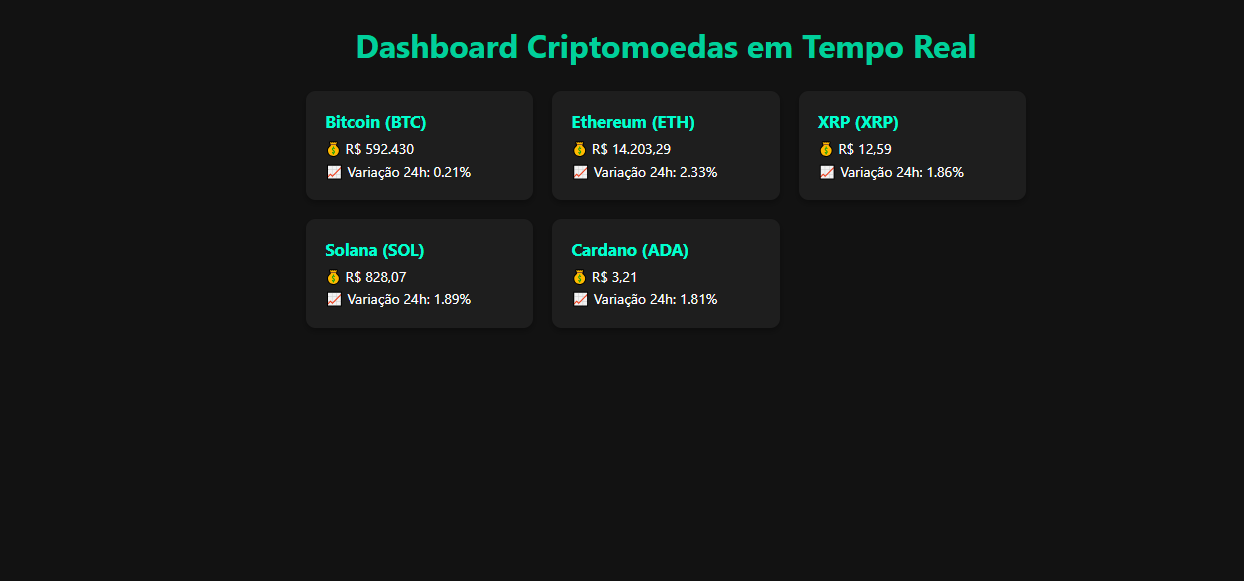 Dashboard Criptomoedas em Tempo Real
Bitcoin (BTC)
💰 R$ 592.430
📈 Variação 24h: 0.21%
Ethereum (ETH)
💰 R$ 14.203,29
📈 Variação 24h: 2.33%
XRP (XRP)
💰 R$ 12,59
📈 Variação 24h: 1.86%
Solana (SOL)
💰 R$ 828,07
📈 Variação 24h: 1.89%
Cardano (ADA)
💰 R$ 3,21
📈 Variação 24h: 1.81%